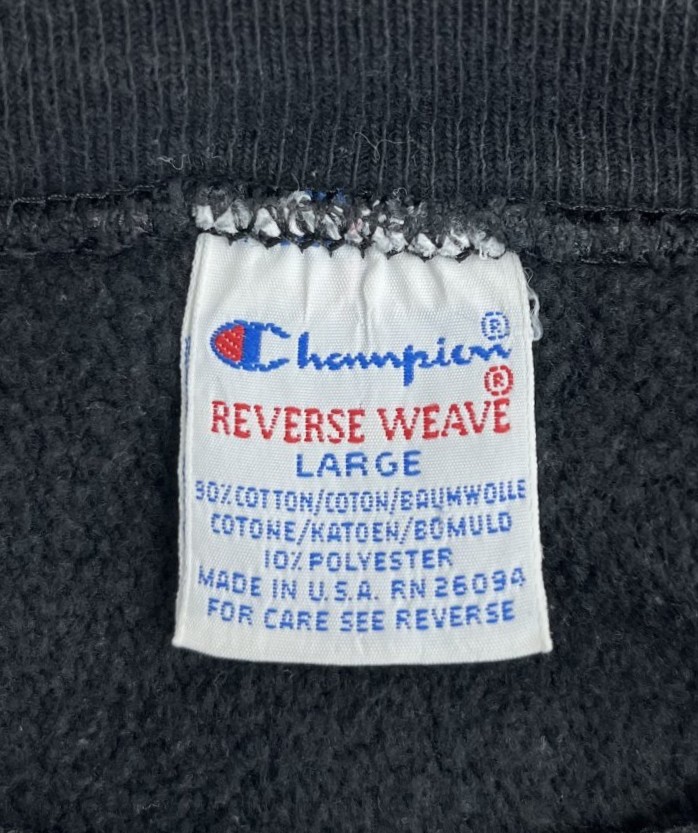 Champion®
REVERSE WEAVE®
LARGE
90% COTTON/COTON/BAUMWOLLE
COTONE/KATOEN/BOMULD
10% POLYESTER
MADE IN U.S.A. RN 26094
FOR CARE SEE REVERSE